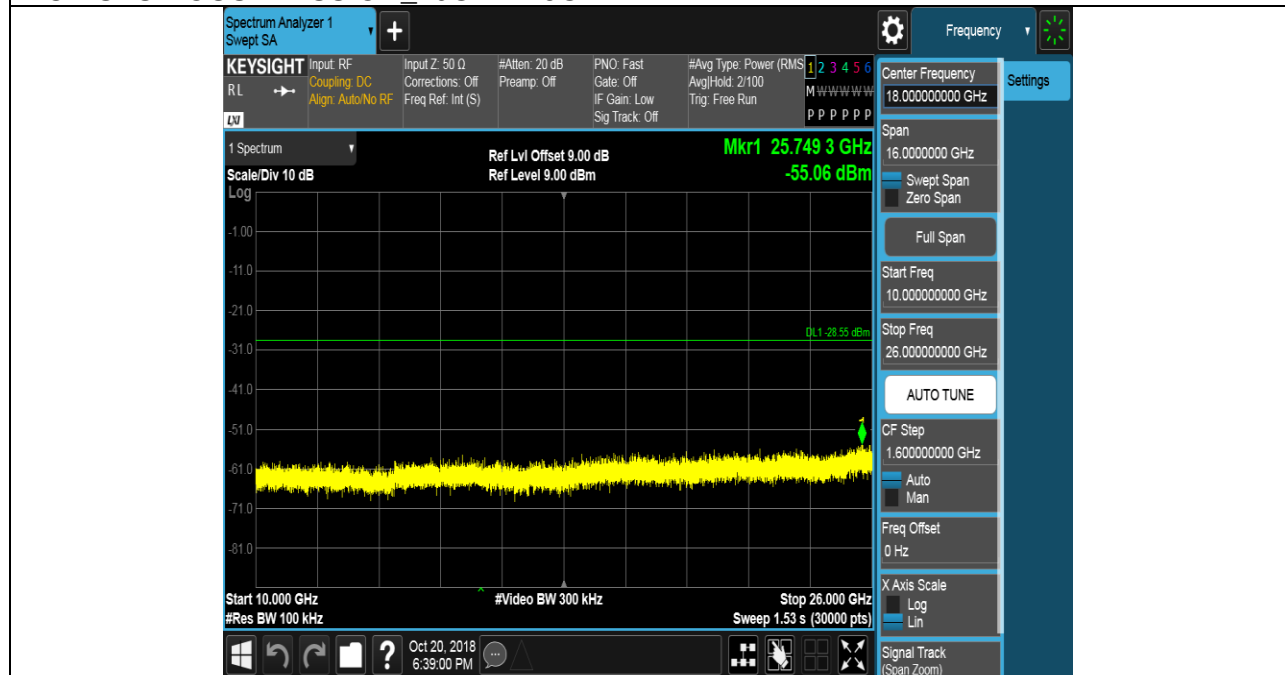 Spectrum Analyzer 1
Swept SA
+
Frequency
KEYSIGHT
RL
LXI
Input: RF
Coupling: DC
Align: Auto/No RF
Input Z: 50 Ω
Corrections: Off
Freq Ref: Int (S)
#Atten: 20 dB
Preamp: Off
PNO: Fast
Gate: Off
IF Gain: Low
Sig Track: Off
#Avg Type: Power (RMS
Avg|Hold: 2/100
Trig: Free Run
1 2 3 4 5 6
M W W W W W
P P P P P P
Center Frequency
18.000000000 GHz
Settings
1 Spectrum
Scale/Div 10 dB
Log
Ref Lvl Offset 9.00 dB
Ref Level 9.00 dBm
Mkr1 25.749 3 GHz
-55.06 dBm
-1.00
-11.0
-21.0
-31.0
-41.0
-51.0
-61.0
-71.0
-81.0
DL1 -28.55 dBm
1
Start 10.000 GHz
#Res BW 100 kHz
#Video BW 300 kHz
Stop 26.000 GHz
Sweep 1.53 s (30000 pts)
Span
16.0000000 GHz
Swept Span
Zero Span
Full Span
Start Freq
10.000000000 GHz
Stop Freq
26.000000000 GHz
AUTO TUNE
CF Step
1.600000000 GHz
Auto
Man
Freq Offset
0 Hz
X Axis Scale
Log
Lin
Signal Track
(Span Zoom)
?
Oct 20, 2018
6:39:00 PM